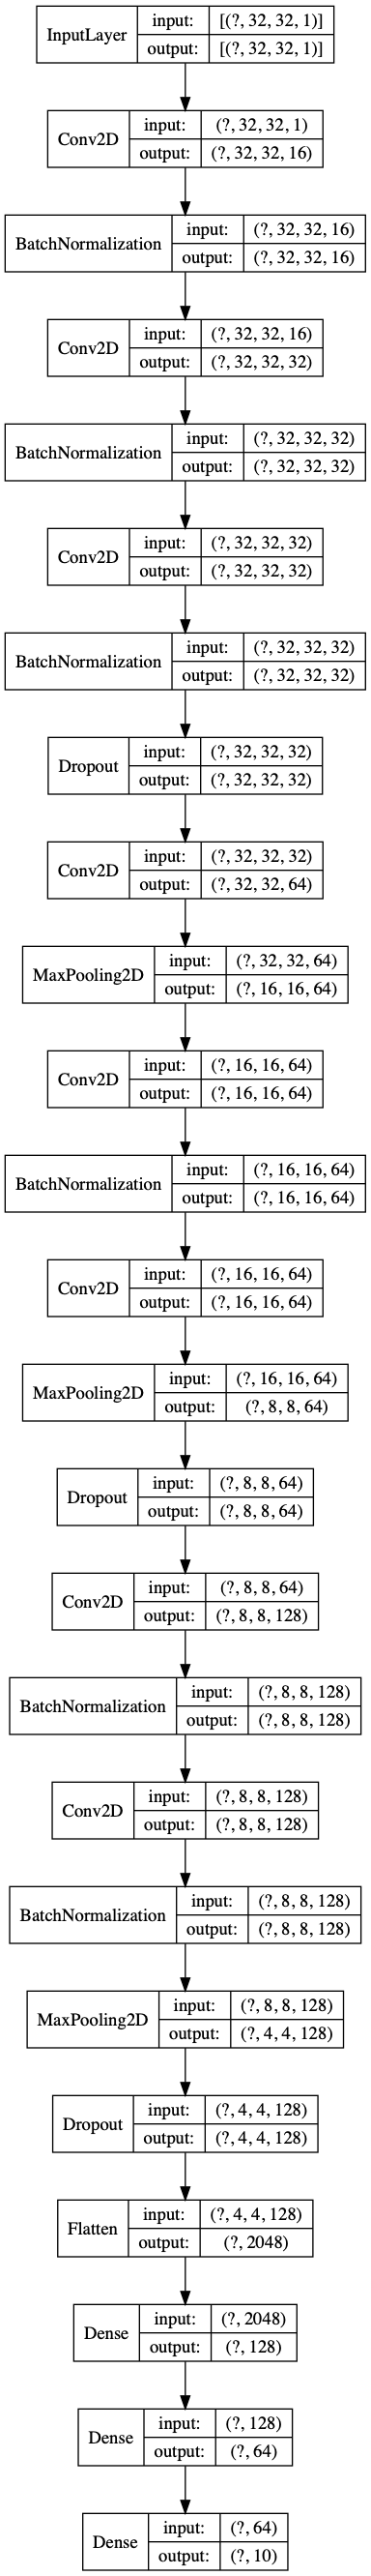 InputLayer
input: [(?, 32, 32, 1)]
output: [(?, 32, 32, 1)]
Conv2D
input: (?, 32, 32, 1)
output: (?, 32, 32, 16)
BatchNormalization
input: (?, 32, 32, 16)
output: (?, 32, 32, 16)
Conv2D
input: (?, 32, 32, 16)
output: (?, 32, 32, 32)
BatchNormalization
input: (?, 32, 32, 32)
output: (?, 32, 32, 32)
Conv2D
input: (?, 32, 32, 32)
output: (?, 32, 32, 32)
BatchNormalization
input: (?, 32, 32, 32)
output: (?, 32, 32, 32)
Dropout
input: (?, 32, 32, 32)
output: (?, 32, 32, 32)
Conv2D
input: (?, 32, 32, 32)
output: (?, 32, 32, 64)
MaxPooling2D
input: (?, 32, 32, 64)
output: (?, 16, 16, 64)
Conv2D
input: (?, 16, 16, 64)
output: (?, 16, 16, 64)
BatchNormalization
input: (?, 16, 16, 64)
output: (?, 16, 16, 64)
Conv2D
input: (?, 16, 16, 64)
output: (?, 16, 16, 64)
MaxPooling2D
input: (?, 16, 16, 64)
output: (?, 8, 8, 64)
Dropout
input: (?, 8, 8, 64)
output: (?, 8, 8, 64)
Conv2D
input: (?, 8, 8, 64)
output: (?, 8, 8, 128)
BatchNormalization
input: (?, 8, 8, 128)
output: (?, 8, 8, 128)
Conv2D
input: (?, 8, 8, 128)
output: (?, 8, 8, 128)
BatchNormalization
input: (?, 8, 8, 128)
output: (?, 8, 8, 128)
MaxPooling2D
input: (?, 8, 8, 128)
output: (?, 4, 4, 128)
Dropout
input: (?, 4, 4, 128)
output: (?, 4, 4, 128)
Flatten
input: (?, 4, 4, 128)
output: (?, 2048)
Dense
input: (?, 2048)
output: (?, 128)
Dense
input: (?, 128)
output: (?, 64)
Dense
input: (?, 64)
output: (?, 10)